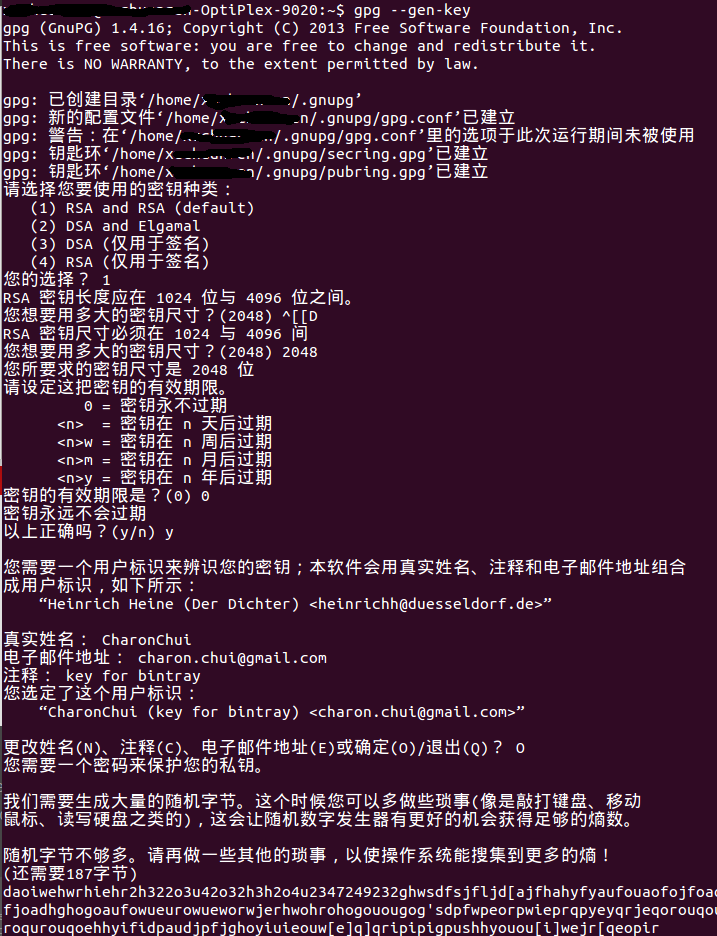 -OptiPlex-9020:~$ gpg --gen-key
gpg (GnuPG) 1.4.16; Copyright (C) 2013 Free Software Foundation, Inc.
This is free software: you are free to change and redistribute it.
There is NO WARRANTY, to the extent permitted by law.
gpg: 已创建目录‘/home/x /.gnupg’
gpg: 新的配置文件‘/home/x en/.gnupg/gpg.conf’已建立
gpg: 警告：在‘/home/ /.gnupg/gpg.conf’里的选项于此次运行期间未被使用
gpg: 钥匙环‘/home/x /.gnupg/secring.gpg’已建立
gpg: 钥匙环‘/home/x /.gnupg/pubring.gpg’已建立
请选择您要使用的密钥种类：
(1) RSA and RSA (default)
(2) DSA and Elgamal
(3) DSA (仅用于签名)
(4) RSA (仅用于签名)
您的选择？ 1
RSA 密钥长度应在 1024 位与 4096 位之间。
您想要用多大的密钥尺寸？(2048) ^[[D
RSA 密钥尺寸必须在 1024 与 4096 间
您想要用多大的密钥尺寸？(2048) 2048
您所要求的密钥尺寸是 2048 位
请设定这把密钥的有效期限。
0 = 密钥永不过期
<n> = 密钥在 n 天后过期
<n>w = 密钥在 n 周后过期
<n>m = 密钥在 n 月后过期
<n>y = 密钥在 n 年后过期
密钥的有效期限是？(0) 0
密钥永远不会过期
以上正确吗？(y/n) y
您需要一个用户标识来辨识您的密钥；本软件会用真实姓名、注释和电子邮件地址组合
成用户标识，如下所示：
“Heinrich Heine (Der Dichter) <heinrichh@duesseldorf.de>”
真实姓名： CharonChui
电子邮件地址： charon.chui@gmail.com
注释： key for bintray
您选定了这个用户标识：
“CharonChui (key for bintray) <charon.chui@gmail.com>”
更改姓名(N)、注释(C)、电子邮件地址(E)或确定(O)/退出(Q)？ O
您需要一个密码来保护您的私钥。
我们需要生成大量的随机字节。这个时候您可以多做些琐事(像是敲打键盘、移动
鼠标、读写硬盘之类的)，这会让随机数字发生器有更好的机会获得足够的熵数。
随机字节不够多。请再做一些其他的琐事，以使操作系统能搜集到更多的熵！
(还需要187字节)
daoiwehwrhiehr2h322o3u42o32h3h2o4u2347249232ghwsdfsjfljd[ajfhahyfyaufouaofojfoao
fjoadhghogoaufowueurowueworwjerhwohrohogouougog'sdpfwpeorpwieprqpyeyqrjeqorouqou
roqurouqoehhyifidpaudjpfjghoyiuieouw[e]q]qripipigpushhyouou[i]wejr[qeopir